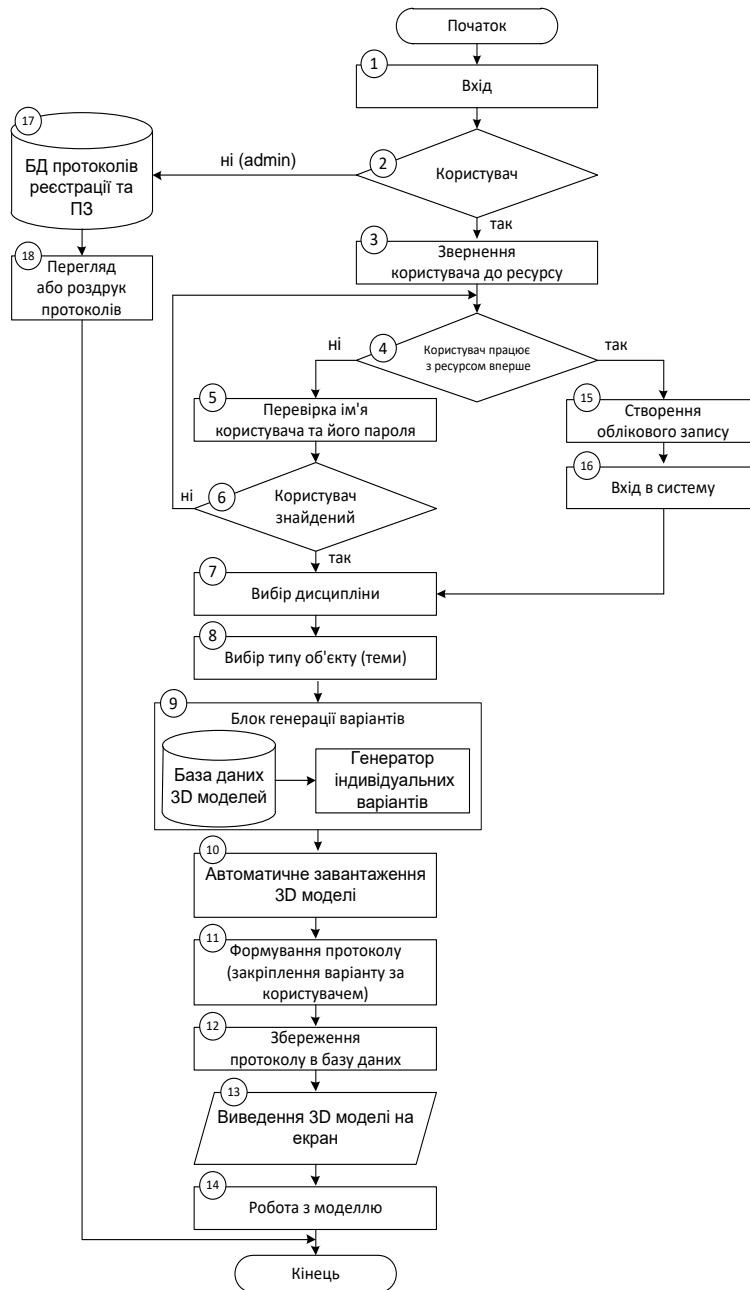 Початок
1
Вхід
17
БД протоколів
реєстрації та
ПЗ
ні (admin)
2
Користувач
так
3
Звернення
користувача до ресурсу
18
Перегляд
або роздрук
протоколів
ні
4
Користувач працює
з ресурсом вперше
так
5
Перевірка ім'я
користувача та його пароля
15
Створення
облікового запису
16
Вхід в систему
ні
6
Користувач
знайдений
так
7
Вибір дисципліни
8
Вибір типу об'єкту (теми)
9
Блок генерації варіантів
База даних
3D моделей
Генератор
індивідуальних
варіантів
10
Автоматичне завантаження
3D моделі
11
Формування протоколу
(закріплення варіанту за
користувачем)
12
Збереження
протоколу в базу даних
13
Виведення 3D моделі на
екран
14
Робота з моделлю
Кінець